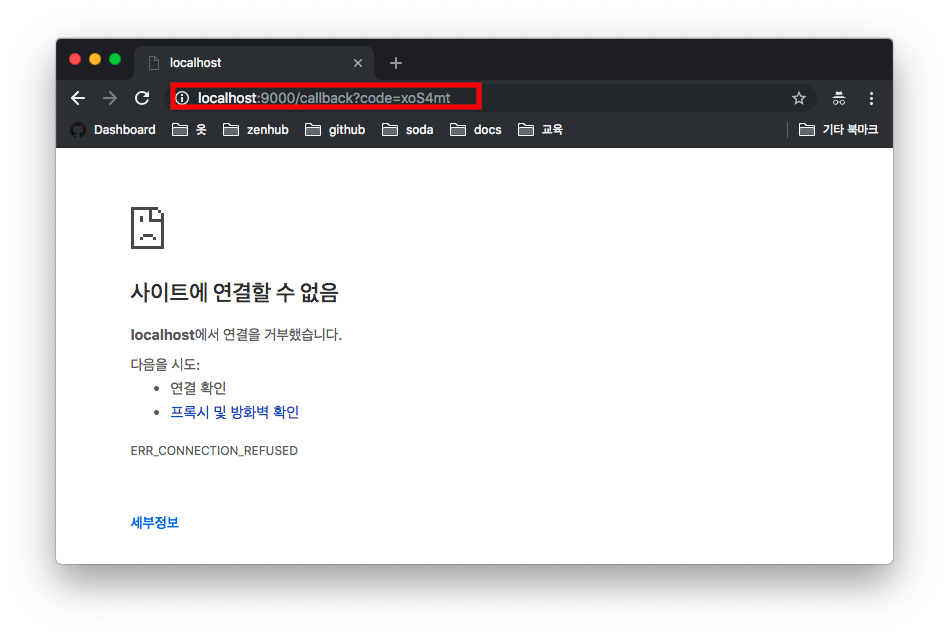 localhost
localhost:9000/callback?code=xoS4mt
Dashboard 옷 zenhub github soda docs 교육 기타 북마크
사이트에 연결할 수 없음
localhost에서 연결을 거부했습니다.
다음을 시도:
연결 확인
프록시 및 방화벽 확인
ERR_CONNECTION_REFUSED
세부정보